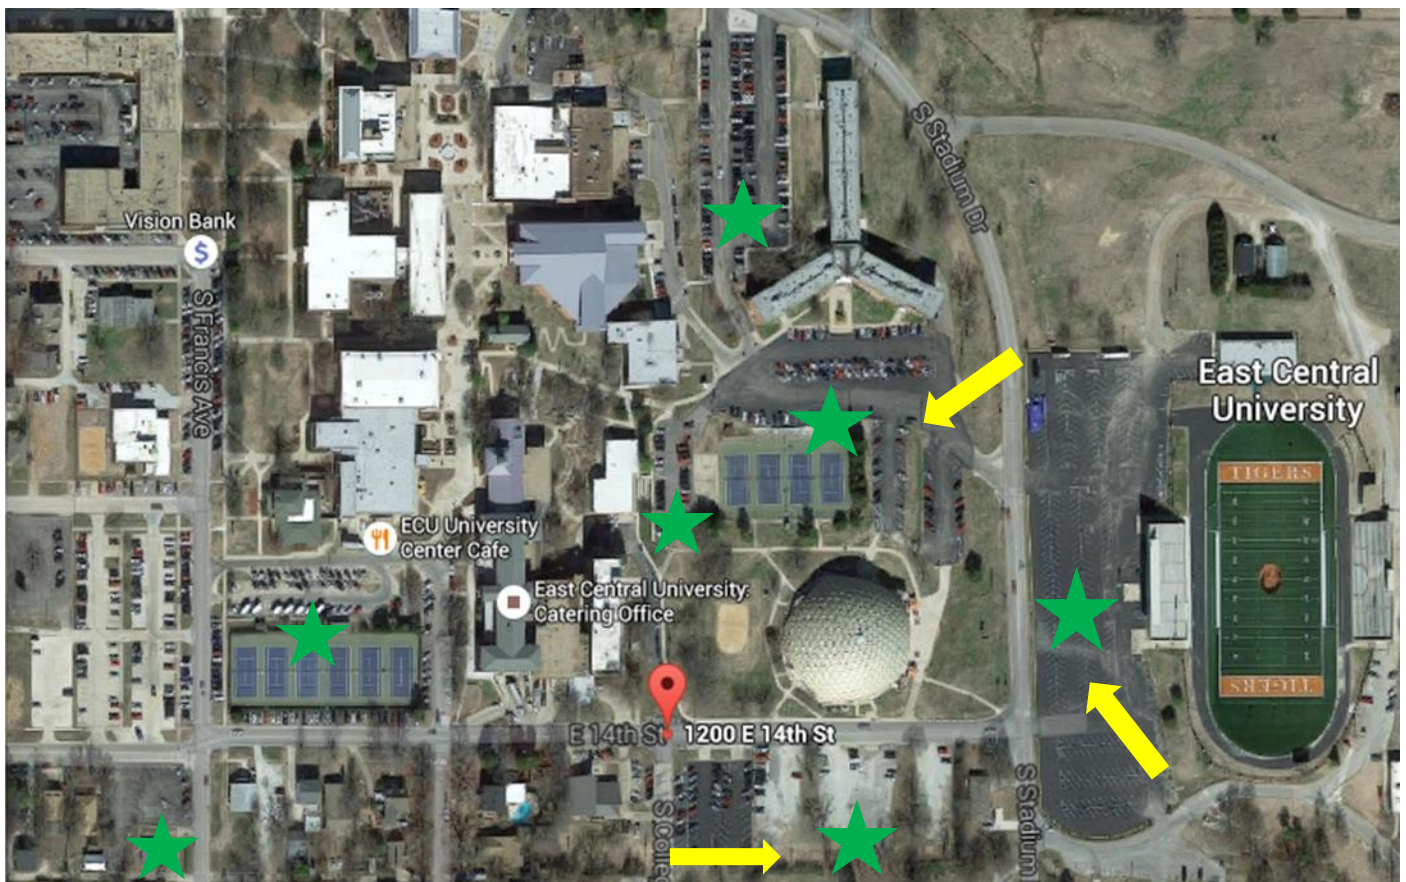 S Stadium Dr
Vision Bank
$
S Francis Ave
East Central
University
TIGERS
ECU University
Center Cafe
East Central University:
Catering Office
TIGERS
E 14th St
1200 E 14th St
S Colleg
S Stadium